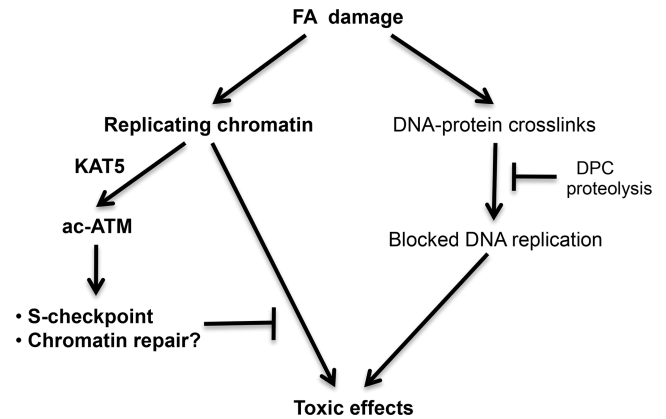 FA damage
Replicating chromatin
DNA-protein crosslinks
KAT5
DPC
proteolysis
ac-ATM
Blocked DNA replication
• S-checkpoint
• Chromatin repair?
Toxic effects